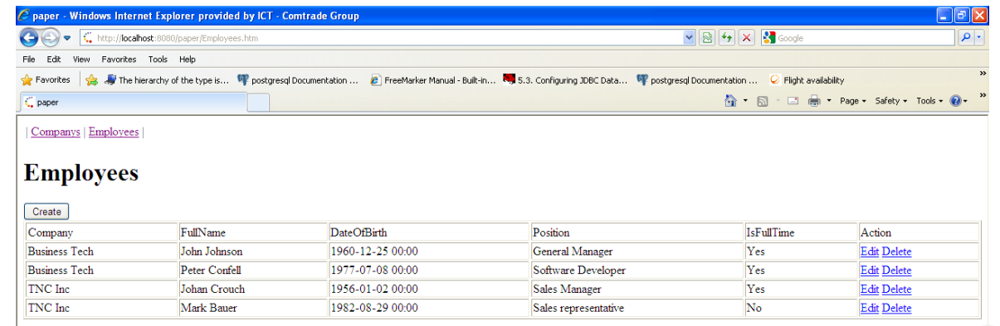 paper - Windows Internet Explorer provided by ICT - Comtrade Group
http://localhost:8080/paper/Employees.htm Google
File Edit View Favorites Tools Help
Favorites The hierarchy of the type is... postgresql Documentation ... FreeMarker Manual - Built-in... 5.3. Configuring JDBC Data... postgresql Documentation ... Flight availability »
paper Page Safety Tools »
| Companys | Employees |
Employees
Create
Company FullName DateOfBirth Position IsFullTime Action
Business Tech John Johnson 1960-12-25 00:00 General Manager Yes Edit Delete
Business Tech Peter Confell 1977-07-08 00:00 Software Developer Yes Edit Delete
TNC Inc Johan Crouch 1956-01-02 00:00 Sales Manager Yes Edit Delete
TNC Inc Mark Bauer 1982-08-29 00:00 Sales representative No Edit Delete